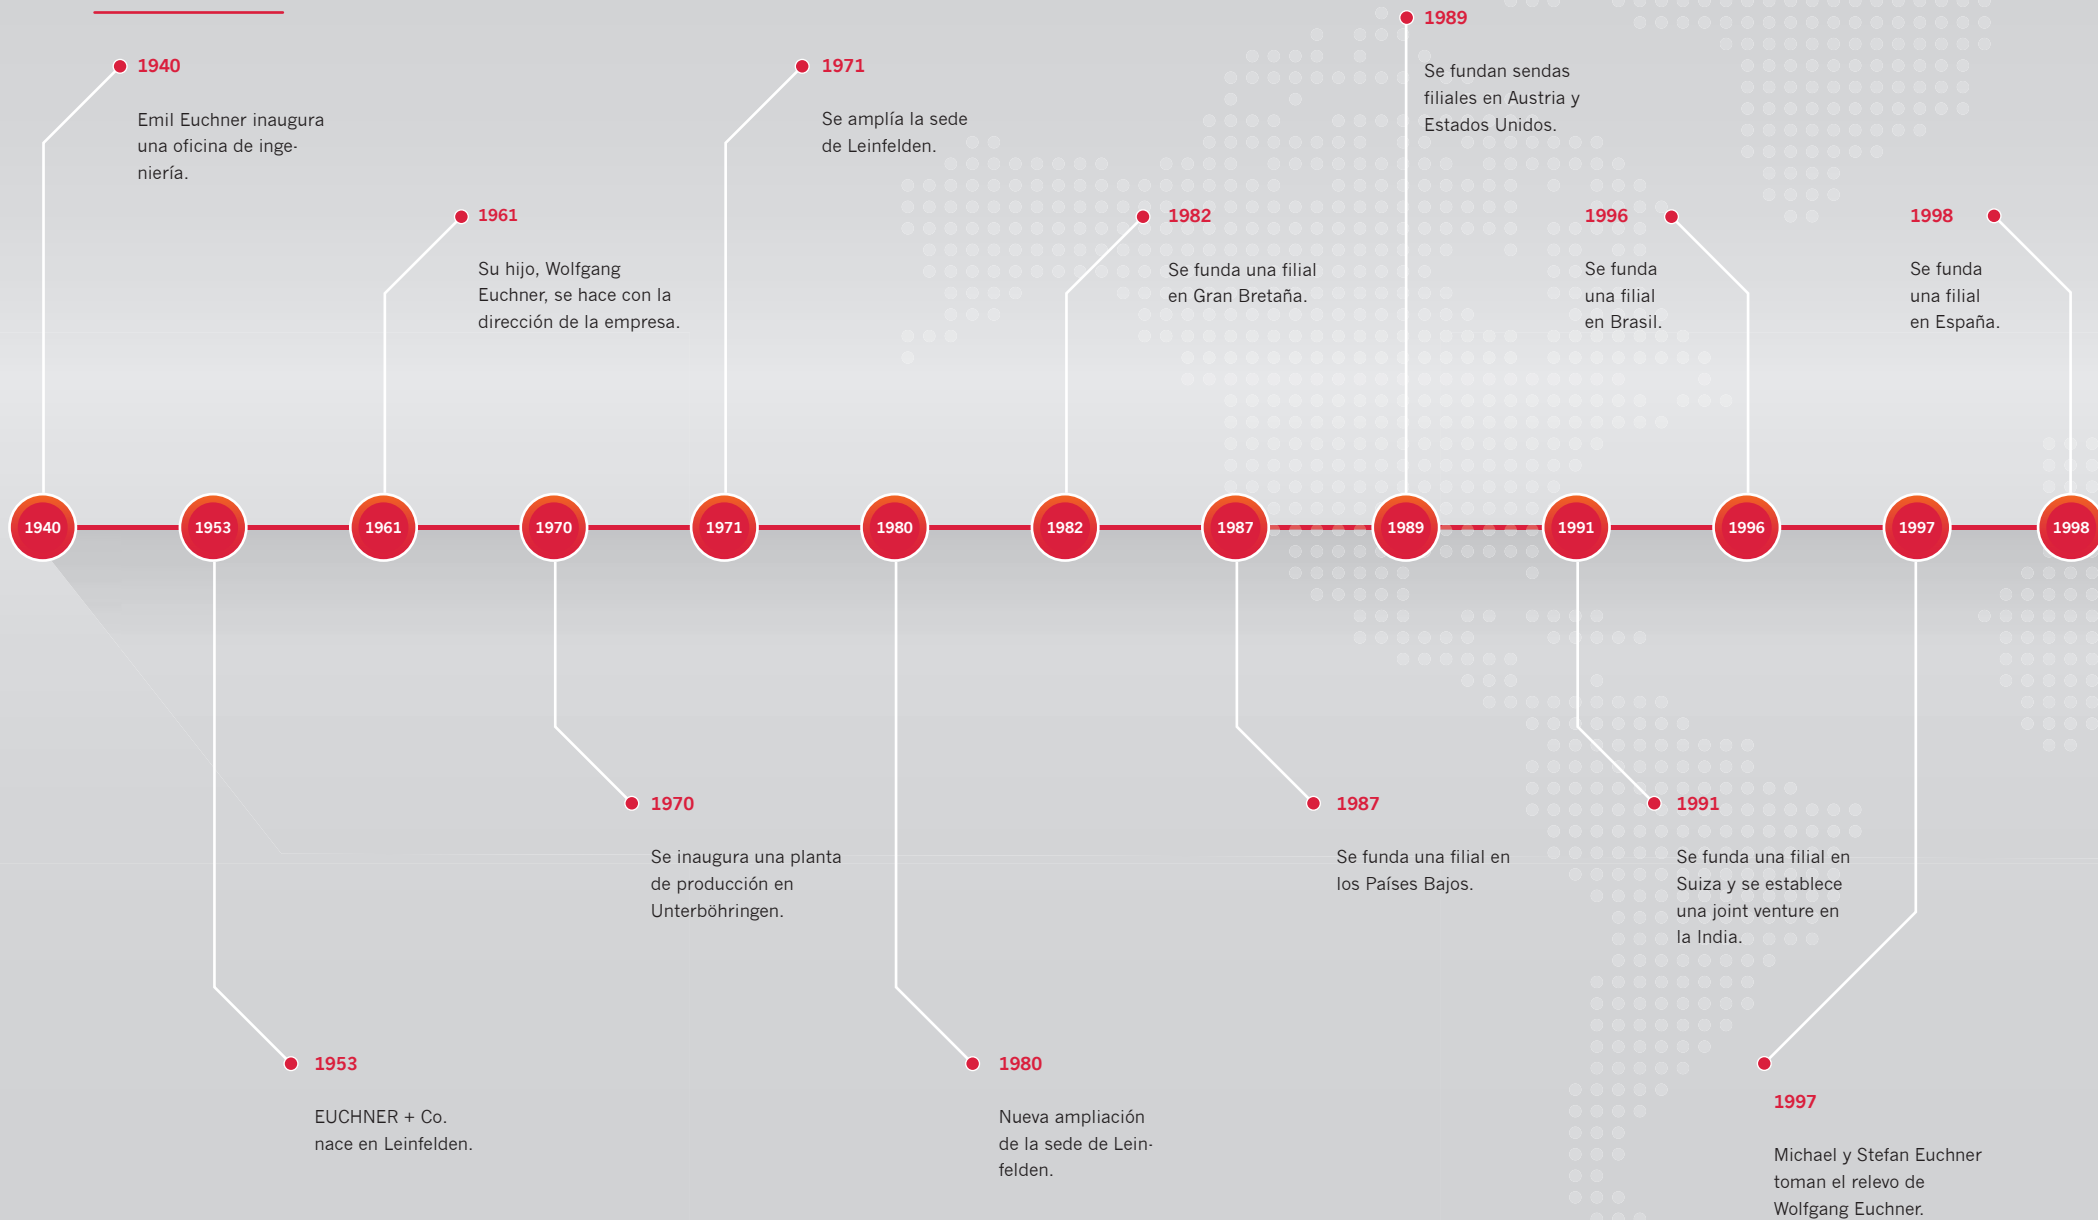 1940
Emil Euchner inaugura
una oficina de inge-
niería.
1961
Su hijo, Wolfgang
Euchner, se hace con la
dirección de la empresa.
1971
Se amplía la sede
de Leinfelden.
1982
Se funda una filial
en Gran Bretaña.
1989
Se fundan sendas
filiales en Austria y
Estados Unidos.
1996
Se funda
una filial
en Brasil.
1998
Se funda
una filial
en España.
1940
1953
1961
1970
1971
1980
1982
1987
1989
1991
1996
1997
1998
1953
EUCHNER + Co.
nace en Leinfelden.
1970
Se inaugura una planta
de producción en
Unterböhringen.
1980
Nueva ampliación
de la sede de Lein-
felden.
1987
Se funda una filial en
los Países Bajos.
1991
Se funda una filial en
Suiza y se establece
una joint venture en
la India.
1997
Michael y Stefan Euchner
toman el relevo de
Wolfgang Euchner.